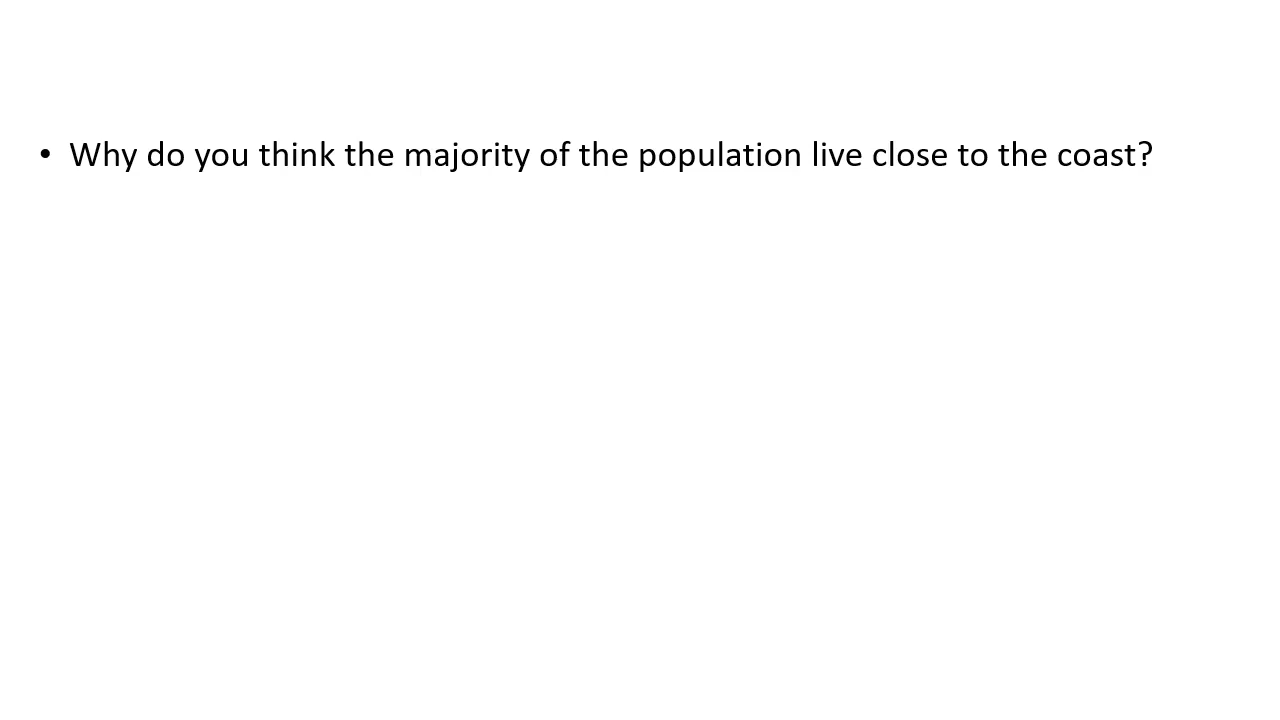 • Why do you think the majority of the population live close to the coast?